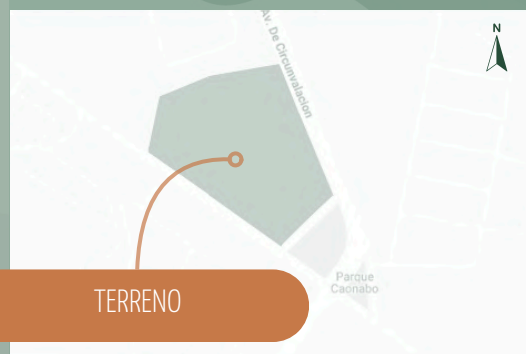 N
Av. De Circunvalacion
Parque
Caonabo
TERRENO